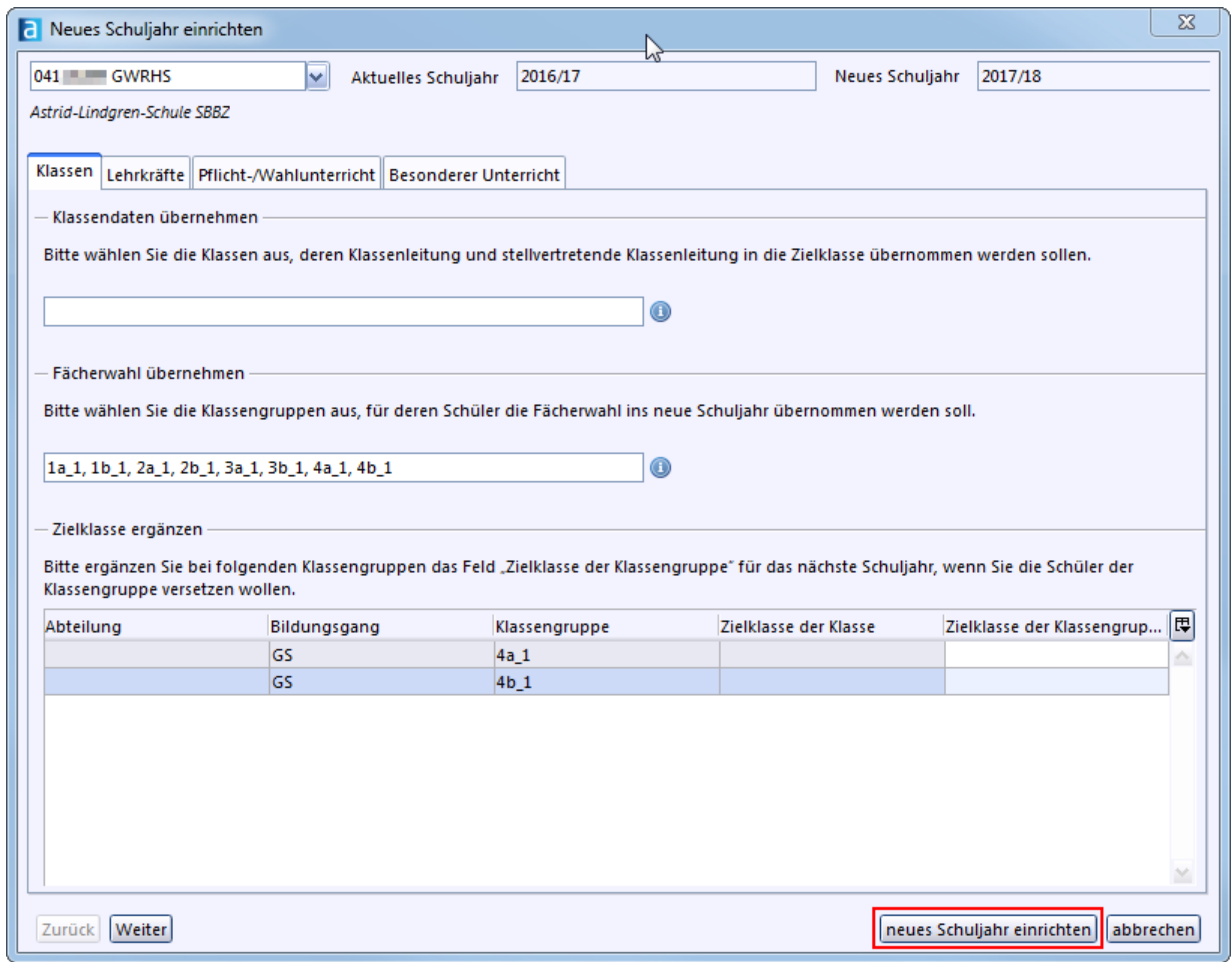 Neues Schuljahr einrichten
041 GWRHS Aktuelles Schuljahr 2016/17 Neues Schuljahr 2017/18
Astrid-Lindgren-Schule SBBZ
Klassen Lehrkräfte Pflicht-/Wahlunterricht Besonderer Unterricht
Klassendaten übernehmen
Bitte wählen Sie die Klassen aus, deren Klassenleitung und stellvertretende Klassenleitung in die Zielklasse übernommen werden sollen.
Fächerwahl übernehmen
Bitte wählen Sie die Klassengruppen aus, für deren Schüler die Fächerwahl ins neue Schuljahr übernommen werden soll.
1a_1, 1b_1, 2a_1, 2b_1, 3a_1, 3b_1, 4a_1, 4b_1
Zielklasse ergänzen
Bitte ergänzen Sie bei folgenden Klassengruppen das Feld „Zielklasse der Klassengruppe“ für das nächste Schuljahr, wenn Sie die Schüler der
Klassengruppe versetzen wollen.
Abteilung Bildungsgang Klassengruppe Zielklasse der Klasse Zielklasse der Klassengrup...
GS 4a_1
GS 4b_1
Zurück Weiter neues Schuljahr einrichten abbrechen